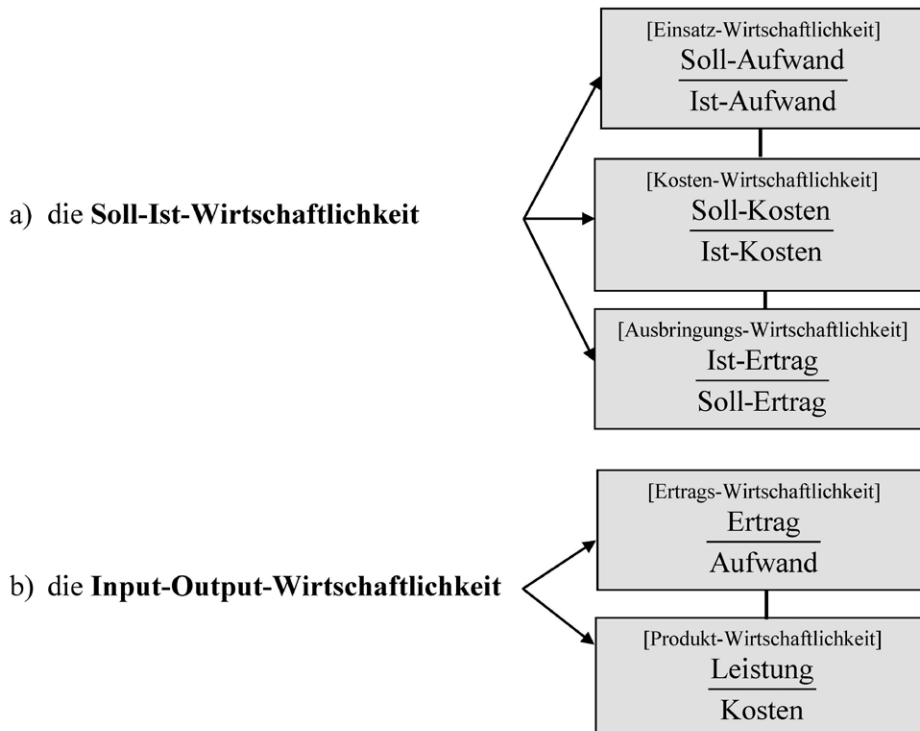 [Einsatz-Wirtschaftlichkeit]
Soll-Aufwand
Ist-Aufwand
a) die Soll-Ist-Wirtschaftlichkeit
[Kosten-Wirtschaftlichkeit]
Soll-Kosten
Ist-Kosten
[Ausbringungs-Wirtschaftlichkeit]
Ist-Ertrag
Soll-Ertrag
b) die Input-Output-Wirtschaftlichkeit
[Ertrags-Wirtschaftlichkeit]
Ertrag
Aufwand
[Produkt-Wirtschaftlichkeit]
Leistung
Kosten